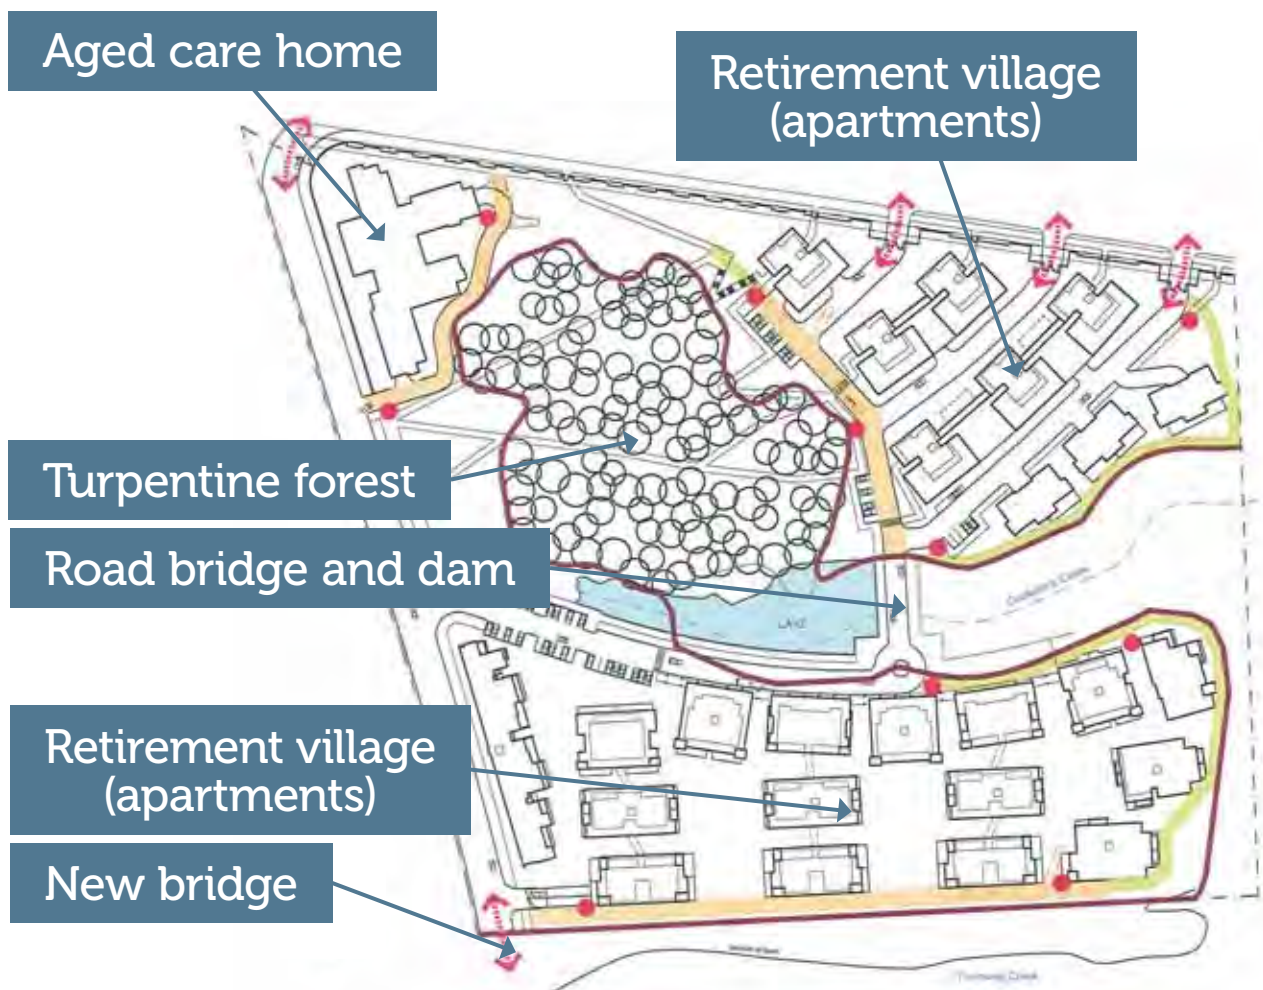 Aged care home
Retirement village
(apartments)
Turpentine forest
Road bridge and dam
LAKE
Retirement village
(apartments)
New bridge